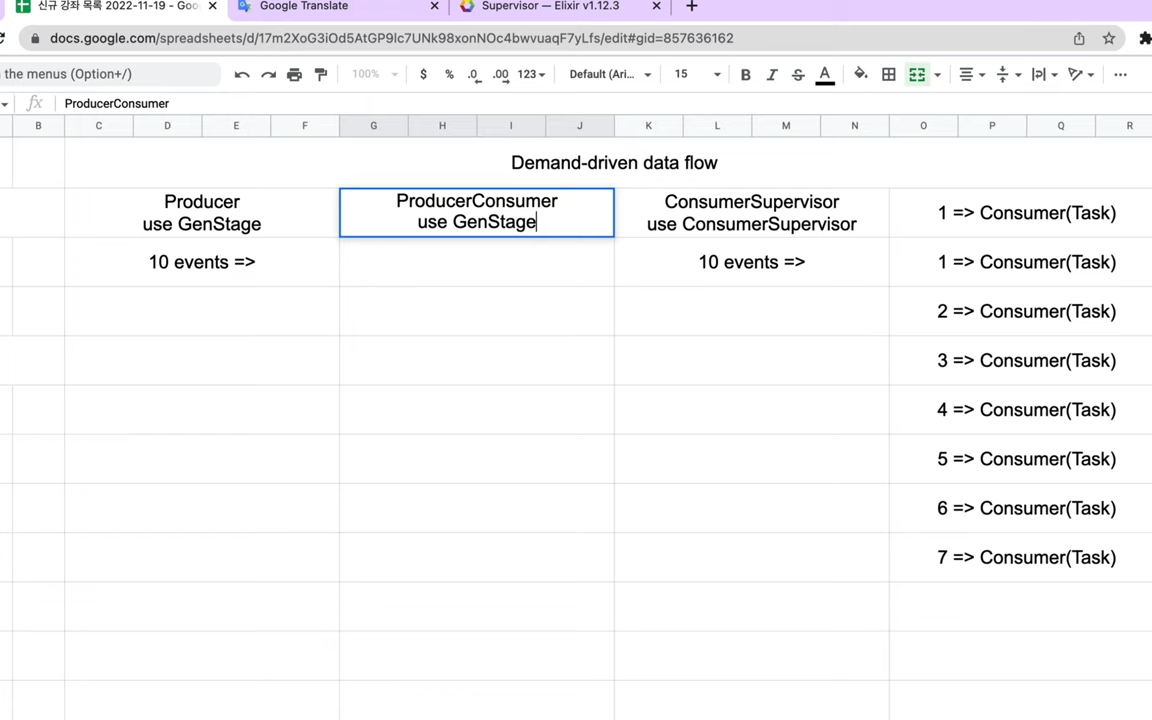 신규 강좌 목록 2022-11-19 - Goo
Google Translate
Supervisor — Elixir v1.12.3
docs.google.com/spreadsheets/d/17m2XoG3iOd5AtGP9lc7UNk98xonNOc4bwvuaqF7yLfs/edit#gid=857636162
the menus (Option+/)
100%
$ % .0 .00 123
Default (Ari...
15
B I S A
fx ProducerConsumer
B C D E F G H I J K L M N O P Q R
Demand-driven data flow
Producer
use GenStage
ProducerConsumer
use GenStage
ConsumerSupervisor
use ConsumerSupervisor
1 => Consumer(Task)
10 events =>
10 events =>
1 => Consumer(Task)
2 => Consumer(Task)
3 => Consumer(Task)
4 => Consumer(Task)
5 => Consumer(Task)
6 => Consumer(Task)
7 => Consumer(Task)